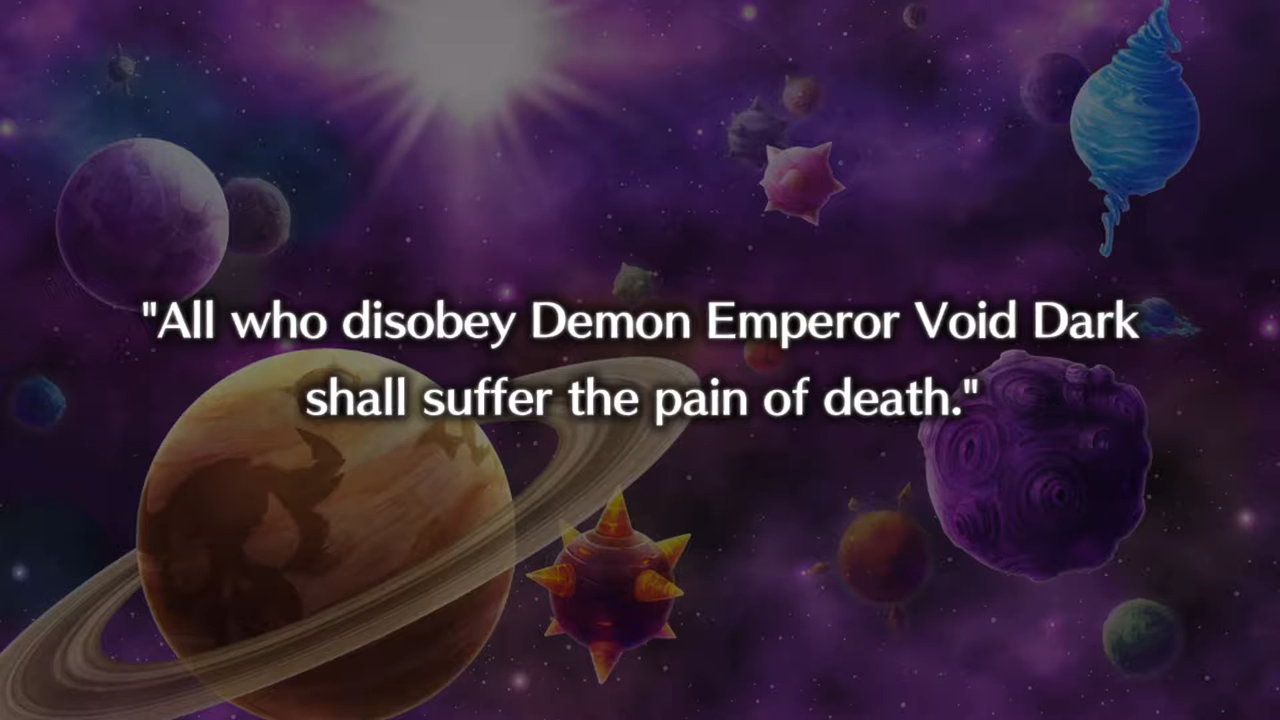 "All who disobey Demon Emperor Void Dark
shall suffer the pain of death."